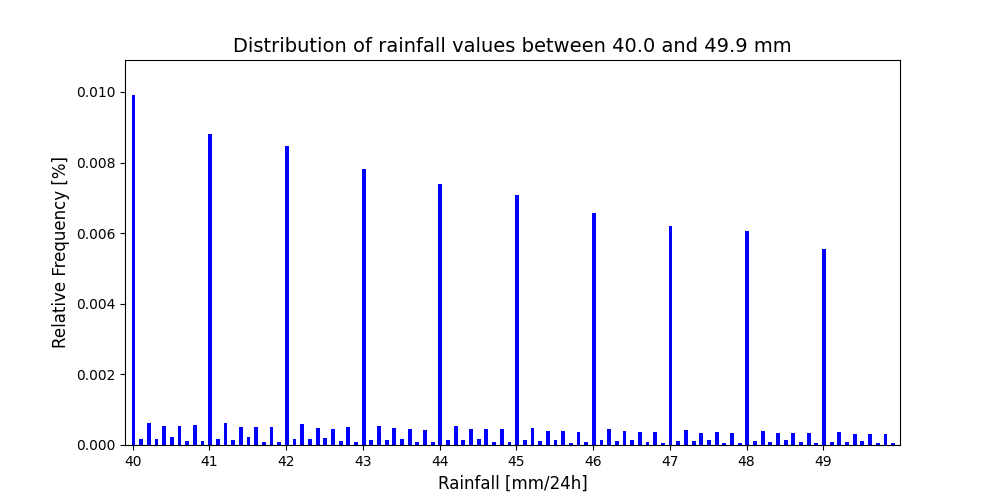 Distribution of rainfall values between 40.0 and 49.9 mm
0.010
0.008
0.006
0.004
0.002
0.000
Relative Frequency [%]
40 41 42 43 44 45 46 47 48 49
Rainfall [mm/24h]